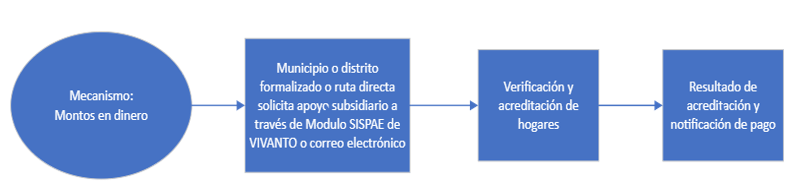 Mecanismo:
Montos en dinero
Municipio o distrito
formalizado o ruta directa
solicita apoyo subsidiario a
través de Modulo SISPAE de
VIVANTO o correo electrónico
Verificación y
acreditación de
hogares
Resultado de
acreditación y
notificación de pago